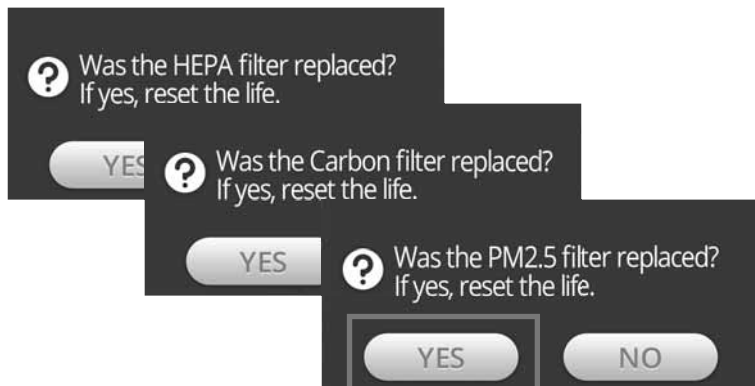 ?
Was the HEPA filter replaced?
If yes, reset the life.
YES
?
Was the Carbon filter replaced?
If yes, reset the life.
YES
?
Was the PM2.5 filter replaced?
If yes, reset the life.
YES
NO